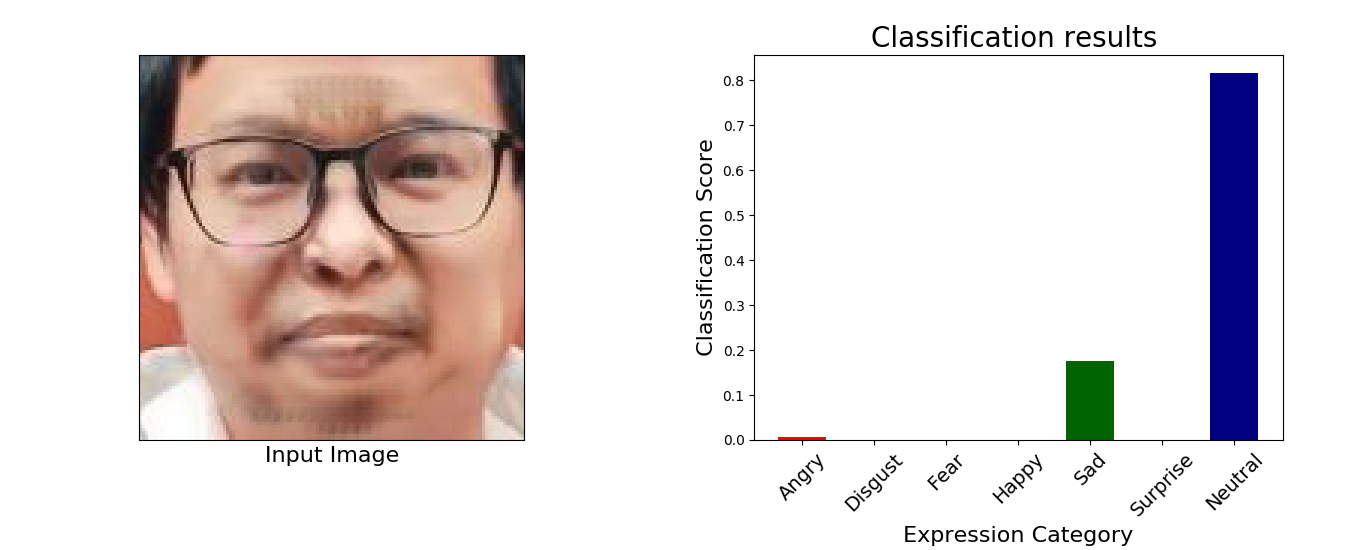 Classification results
Classification Score
0.8
0.7
0.6
0.5
0.4
0.3
0.2
0.1
0.0
Angry
Disgust
Fear
Happy
Sad
Surprise
Neutral
Input Image
Expression Category